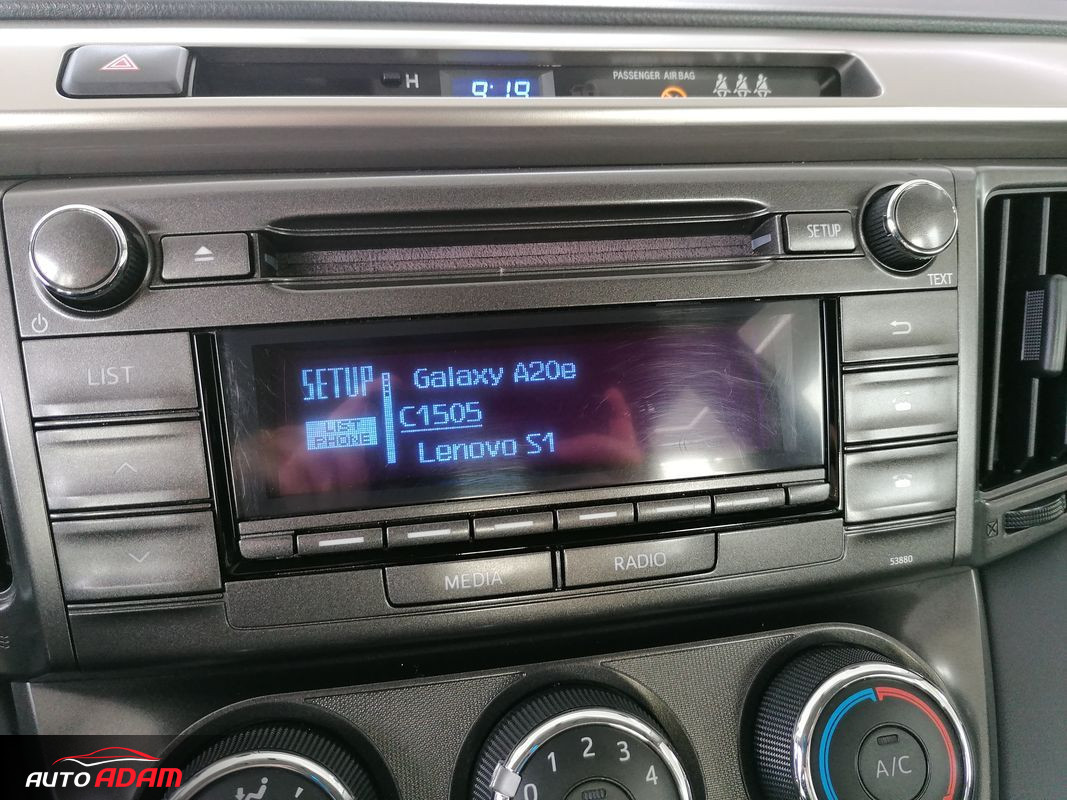 H
9:19
PASSENGER AIR BAG
SETUP
TEXT
LIST
SETUP
Galaxy A20e
C1505
LIST
PHONE
Lenovo S1
MEDIA
RADIO
53880
0 1 2 3 4
A/C
AUTO ADAM